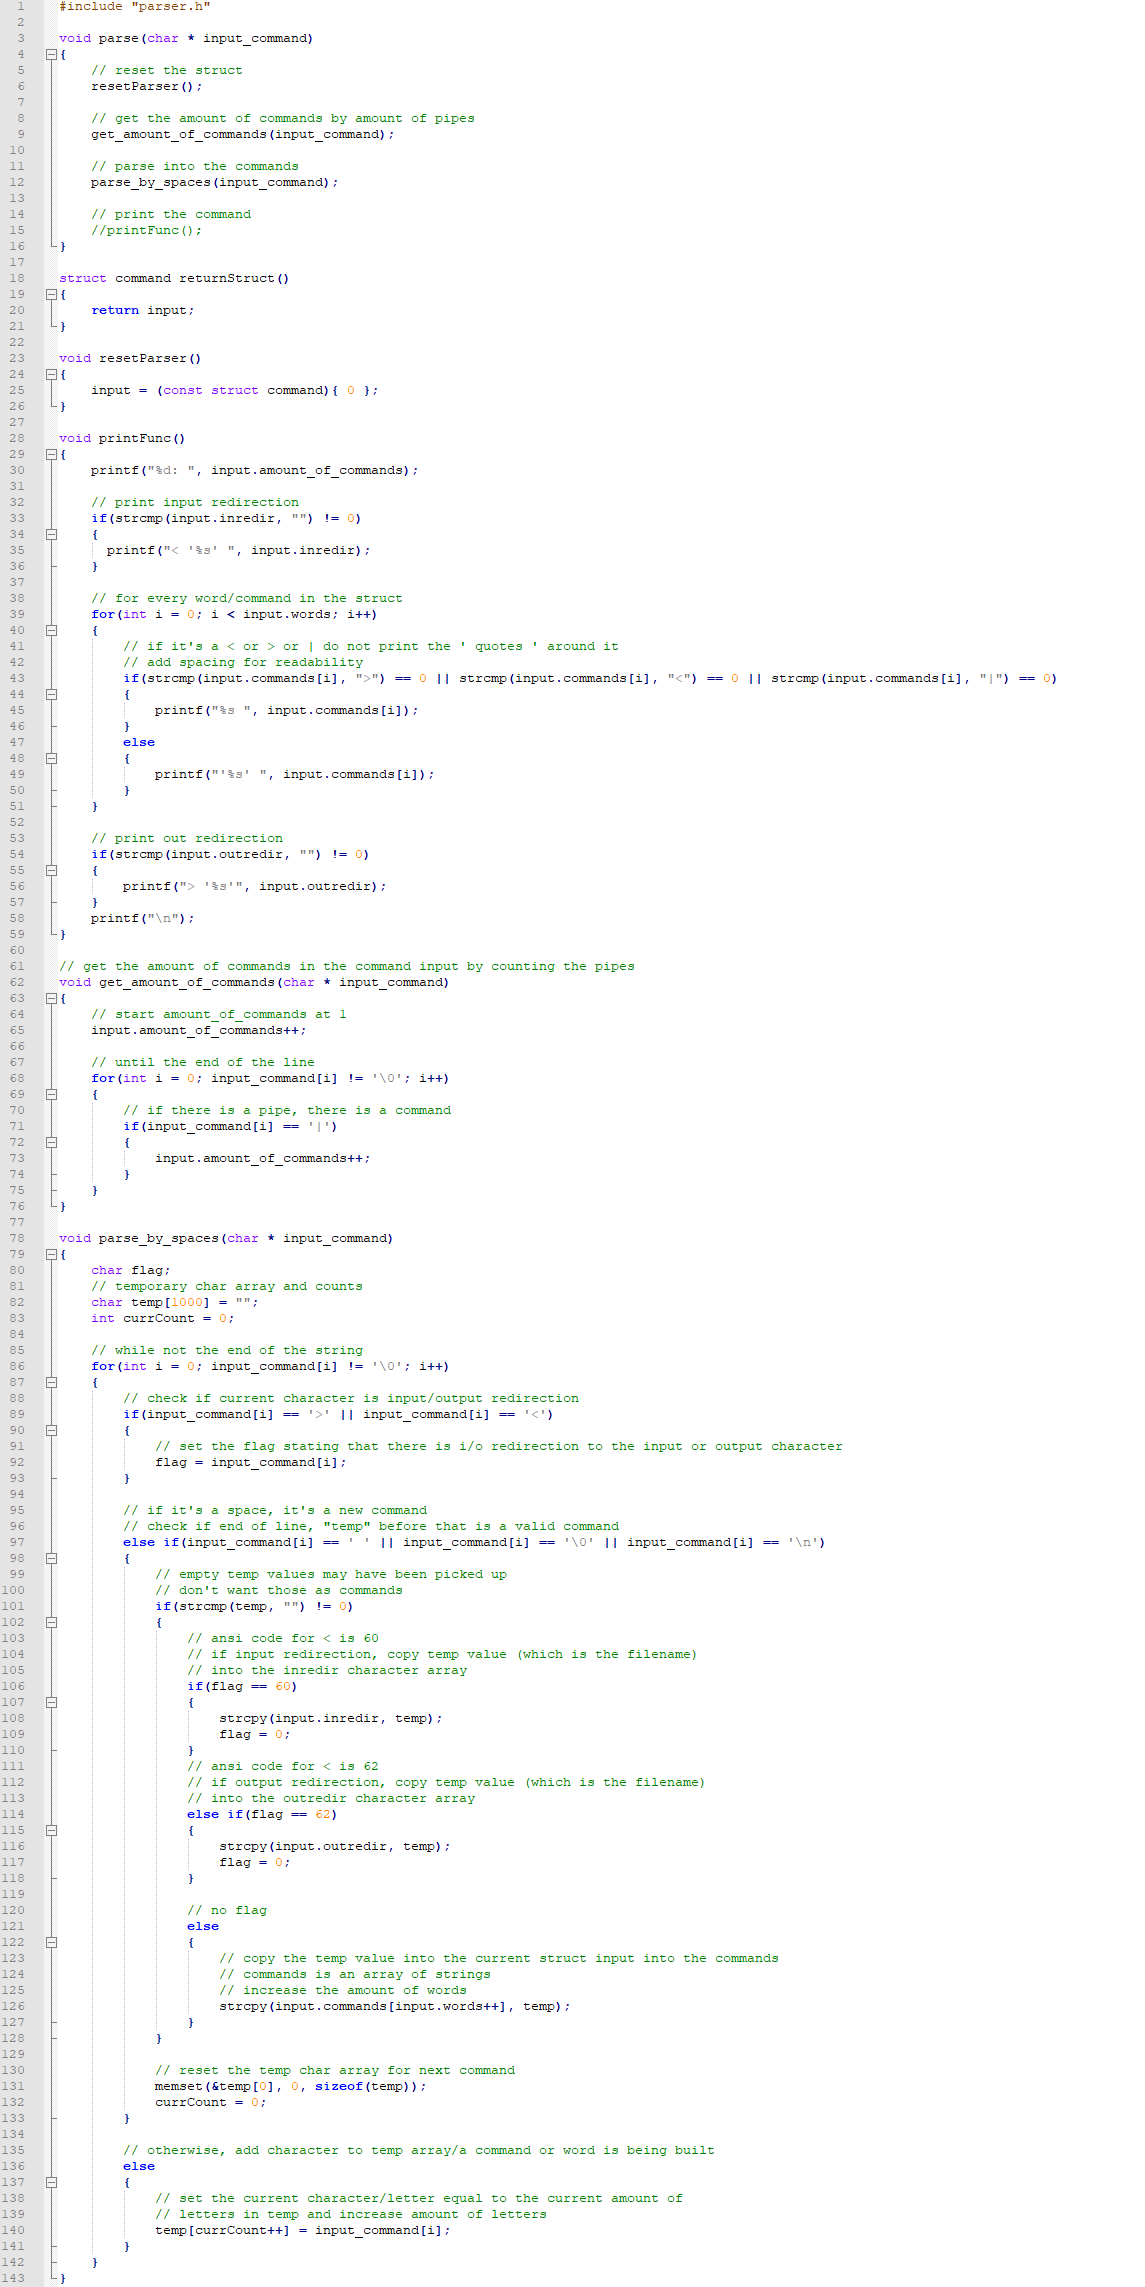 1 #include "parser.h"
2
3 void parse(char * input_command)
4 {
5 // reset the struct
6 resetParser();
7
8 // get the amount of commands by amount of pipes
9 get_amount_of_commands(input_command);
10
11 // parse into the commands
12 parse_by_spaces(input_command);
13
14 // print the command
15 //printFunc();
16 }
17
18 struct command returnStruct()
19 {
20 return input;
21 }
22
23 void resetParser()
24 {
25 input = (const struct command){ 0 };
26 }
27
28 void printFunc()
29 {
30 printf("%d: ", input.amount_of_commands);
31
32 // print input redirection
33 if(strcmp(input.inredir, "") != 0)
34 {
35 printf("< '%s' ", input.inredir);
36 }
37
38 // for every word/command in the struct
39 for(int i = 0; i < input.words; i++)
40 {
41 // if it's a < or > or | do not print the ' quotes ' around it
42 // add spacing for readability
43 if(strcmp(input.commands[i], ">") == 0 || strcmp(input.commands[i], "<") == 0 || strcmp(input.commands[i], "|") == 0)
44 {
45 printf("%s ", input.commands[i]);
46 }
47 else
48 {
49 printf("'%s' ", input.commands[i]);
50 }
51 }
52
53 // print out redirection
54 if(strcmp(input.outredir, "") != 0)
55 {
56 printf("> '%s'", input.outredir);
57 }
58 printf("\n");
59 }
60
61 // get the amount of commands in the command input by counting the pipes
62 void get_amount_of_commands(char * input_command)
63 {
64 // start amount_of_commands at 1
65 input.amount_of_commands++;
66
67 // until the end of the line
68 for(int i = 0; input_command[i] != '\0'; i++)
69 {
70 // if there is a pipe, there is a command
71 if(input_command[i] == '|')
72 {
73 input.amount_of_commands++;
74 }
75 }
76 }
77
78 void parse_by_spaces(char * input_command)
79 {
80 char flag;
81 // temporary char array and counts
82 char temp[1000] = "";
83 int currCount = 0;
84
85 // while not the end of the string
86 for(int i = 0; input_command[i] != '\0'; i++)
87 {
88 // check if current character is input/output redirection
89 if(input_command[i] == '>' || input_command[i] == '<')
90 {
91 // set the flag stating that there is i/o redirection to the input or output character
92 flag = input_command[i];
93 }
94
95 // if it's a space, it's a new command
96 // check if end of line, "temp" before that is a valid command
97 else if(input_command[i] == ' ' || input_command[i] == '\0' || input_command[i] == '\n')
98 {
99 // empty temp values may have been picked up
100 // don't want those as commands
101 if(strcmp(temp, "") != 0)
102 {
103 // ansi code for < is 60
104 // if input redirection, copy temp value (which is the filename)
105 // into the inredir character array
106 if(flag == 60)
107 {
108 strcpy(input.inredir, temp);
109 flag = 0;
110 }
111 // ansi code for < is 62
112 // if output redirection, copy temp value (which is the filename)
113 // into the outredir character array
114 else if(flag == 62)
115 {
116 strcpy(input.outredir, temp);
117 flag = 0;
118 }
119
120 // no flag
121 else
122 {
123 // copy the temp value into the current struct input into the commands
124 // commands is an array of strings
125 // increase the amount of words
126 strcpy(input.commands[input.words++], temp);
127 }
128 }
129
130 // reset the temp char array for next command
131 memset(&temp[0], 0, sizeof(temp));
132 currCount = 0;
133 }
134
135 // otherwise, add character to temp array/a command or word is being built
136 else
137 {
138 // set the current character/letter equal to the current amount of
139 // letters in temp and increase amount of letters
140 temp[currCount++] = input_command[i];
141 }
142 }
143 }